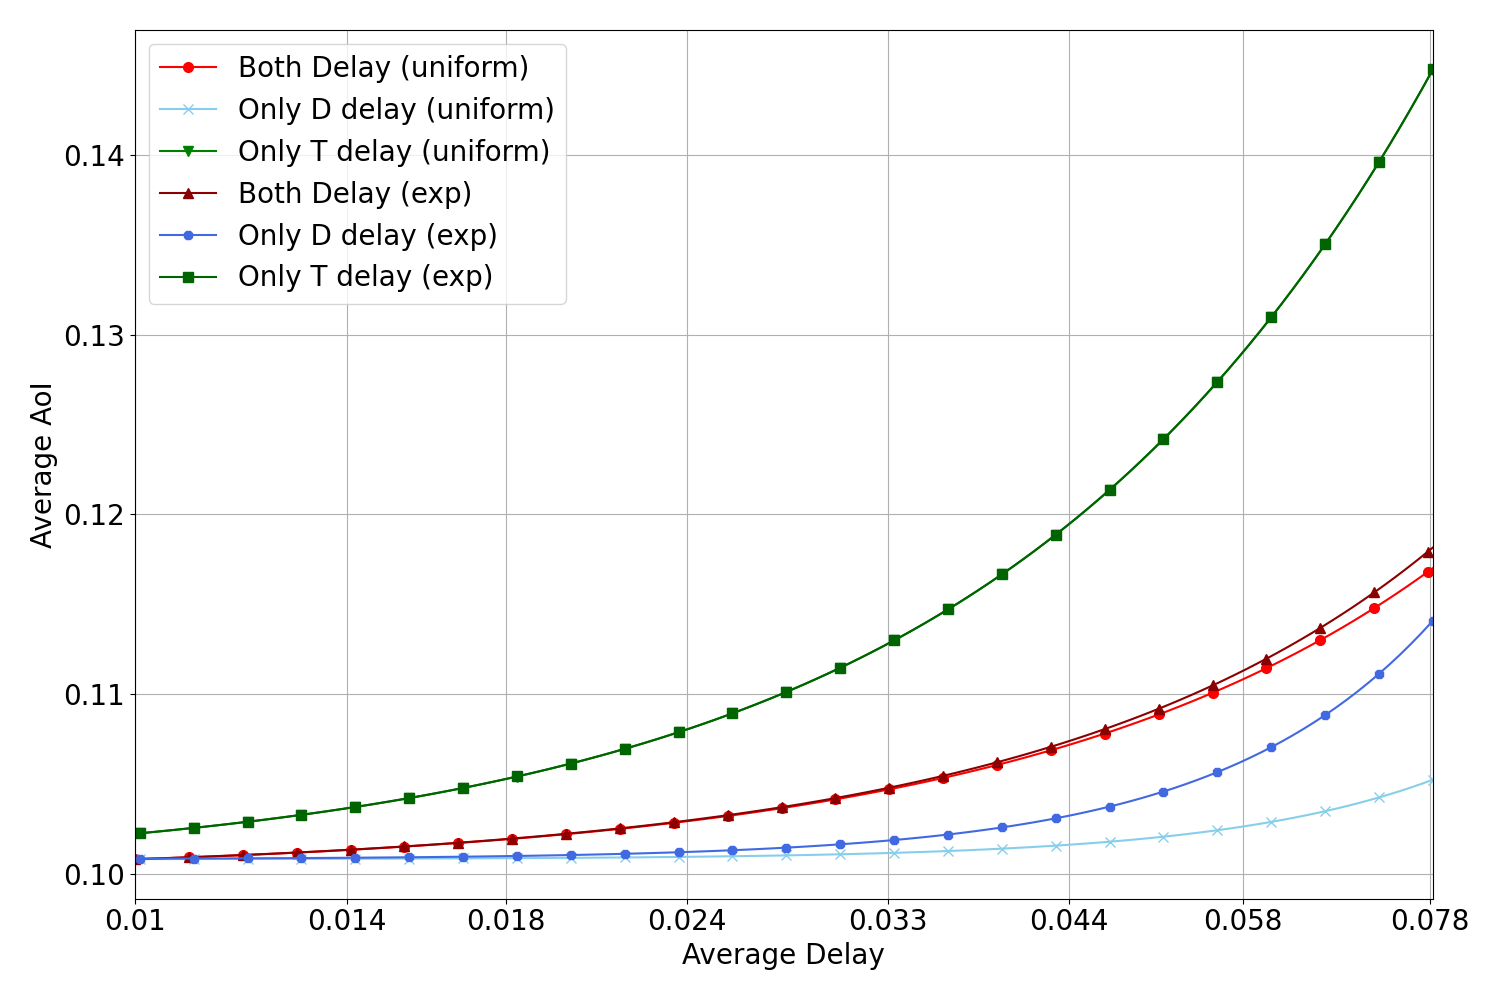 Both Delay (uniform)
Only D delay (uniform)
Only T delay (uniform)
Both Delay (exp)
Only D delay (exp)
Only T delay (exp)
0.14
0.13
0.12
0.11
0.10
Average AoI
0.01 0.014 0.018 0.024 0.033 0.044 0.058 0.078
Average Delay